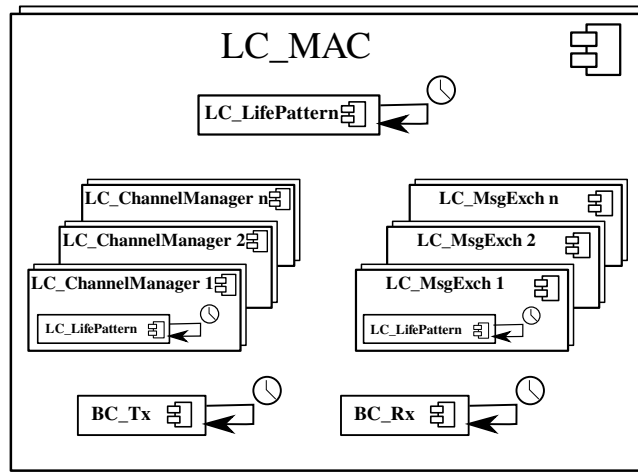 LC_MAC
LC_LifePattern
LC_ChannelManager n
LC_ChannelManager 2
LC_ChannelManager 1
LC_LifePattern
LC_MsgExch n
LC_MsgExch 2
LC_MsgExch 1
LC_LifePattern
BC_Tx
BC_Rx